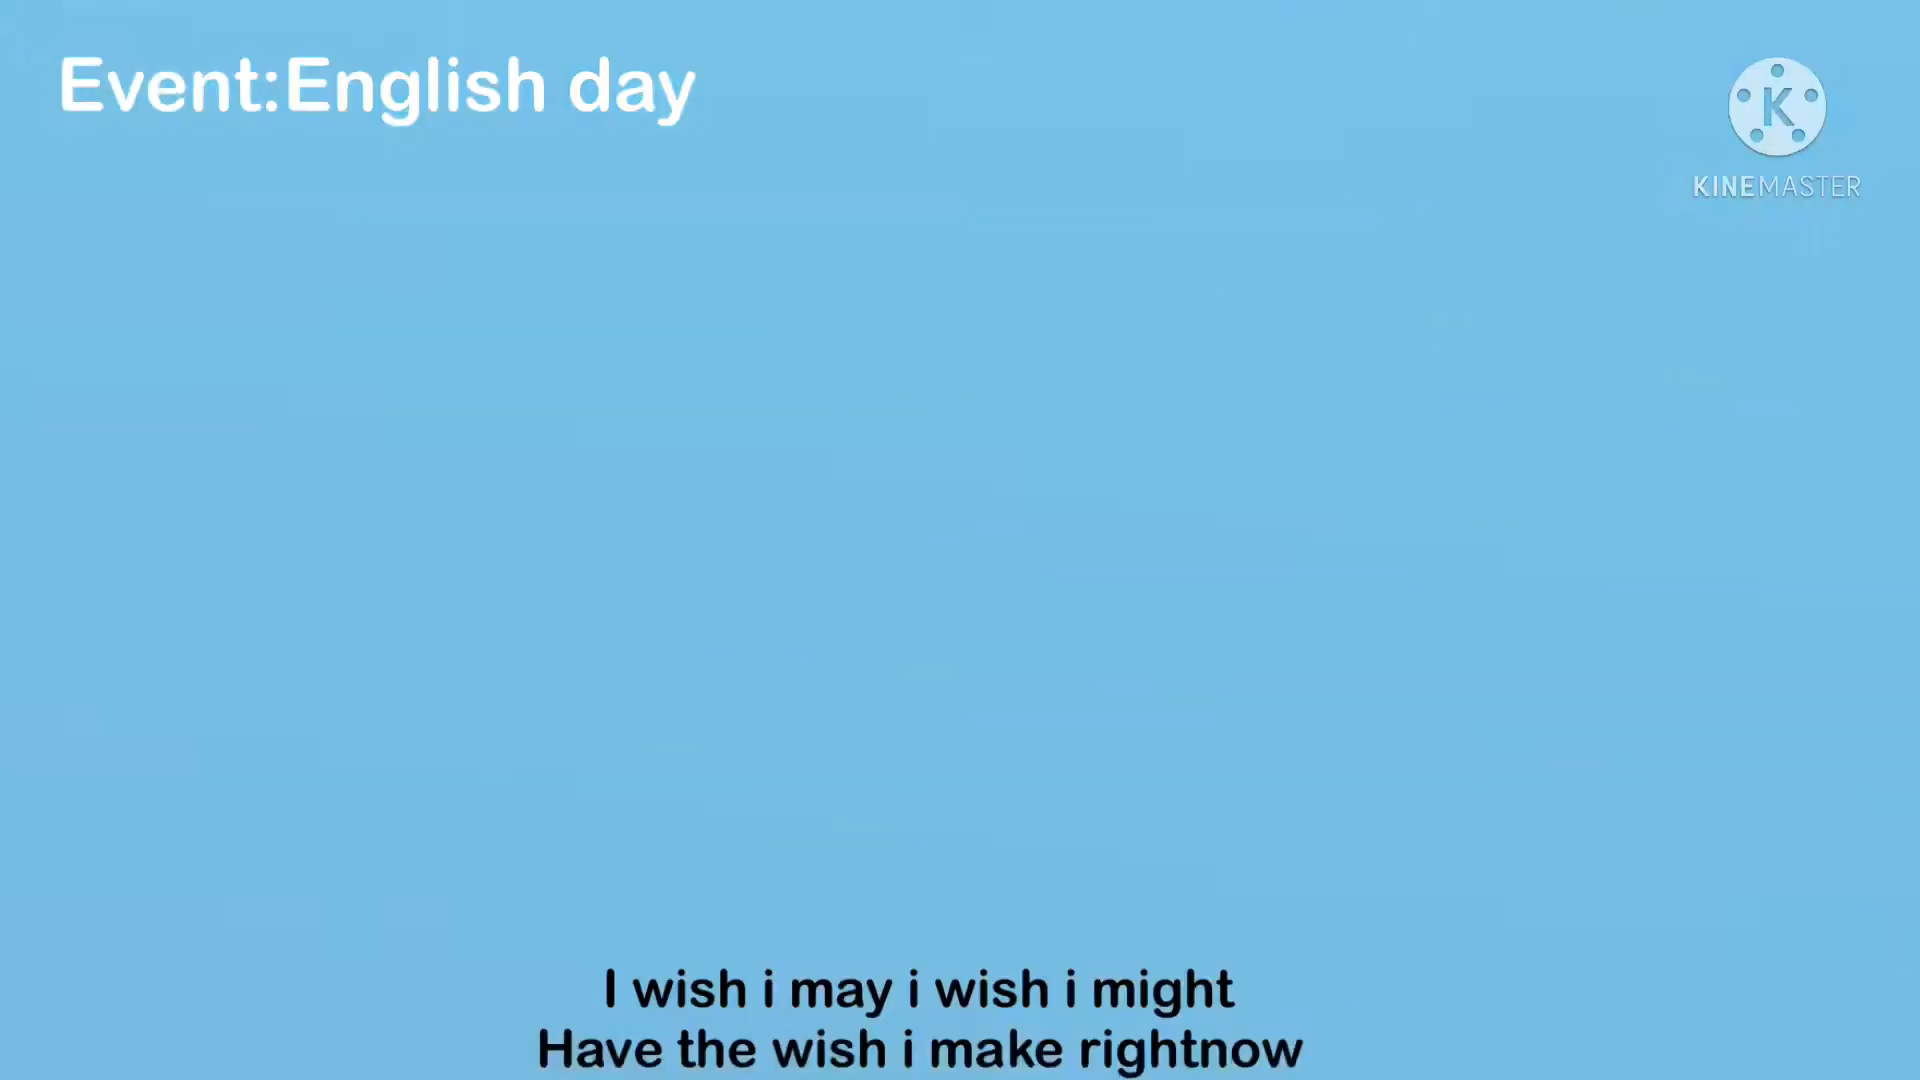 Event:English day
K
KINEMASTER
I wish i may i wish i might
Have the wish i make rightnow